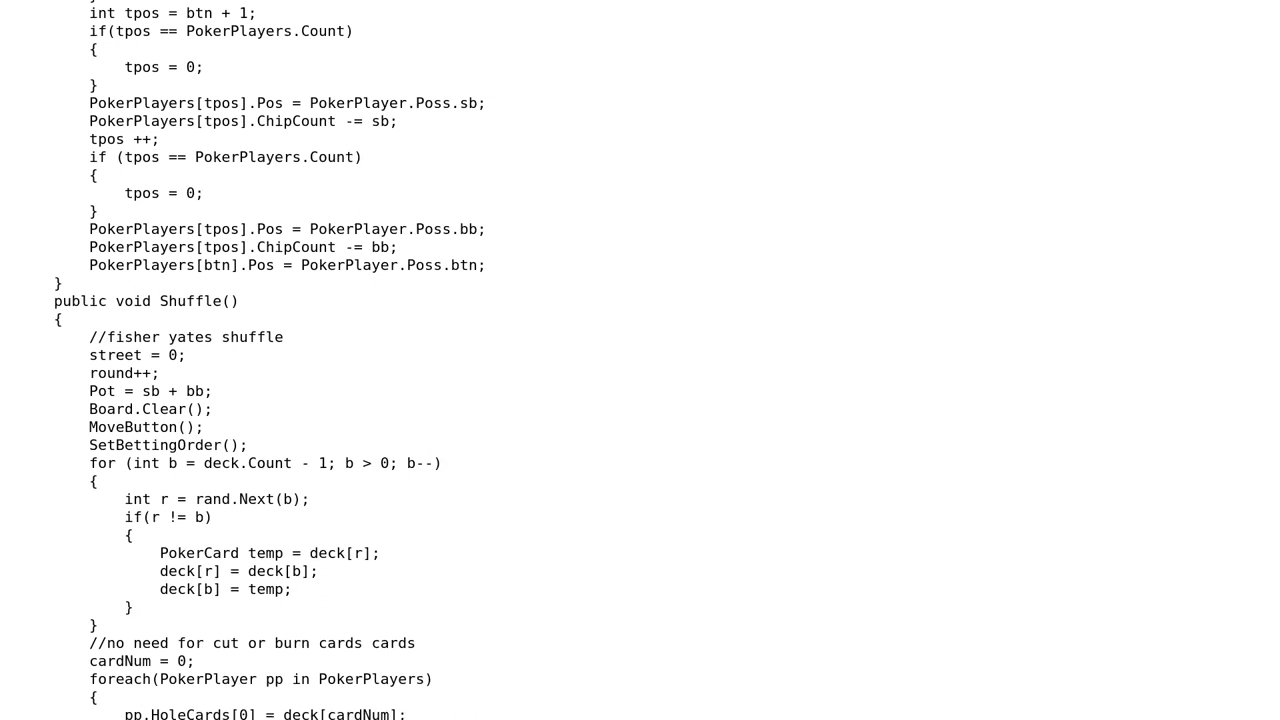 }
int tpos = btn + 1;
if(tpos == PokerPlayers.Count)
{
tpos = 0;
}
PokerPlayers[tpos].Pos = PokerPlayer.Poss.sb;
PokerPlayers[tpos].ChipCount -= sb;
tpos ++;
if (tpos == PokerPlayers.Count)
{
tpos = 0;
}
PokerPlayers[tpos].Pos = PokerPlayer.Poss.bb;
PokerPlayers[tpos].ChipCount -= bb;
PokerPlayers[btn].Pos = PokerPlayer.Poss.btn;
}
public void Shuffle()
{
//fisher yates shuffle
street = 0;
round++;
Pot = sb + bb;
Board.Clear();
MoveButton();
SetBettingOrder();
for (int b = deck.Count - 1; b > 0; b--)
{
int r = rand.Next(b);
if(r != b)
{
PokerCard temp = deck[r];
deck[r] = deck[b];
deck[b] = temp;
}
}
//no need for cut or burn cards cards
cardNum = 0;
foreach(PokerPlayer pp in PokerPlayers)
{
pp.HoleCards[0] = deck[cardNum];